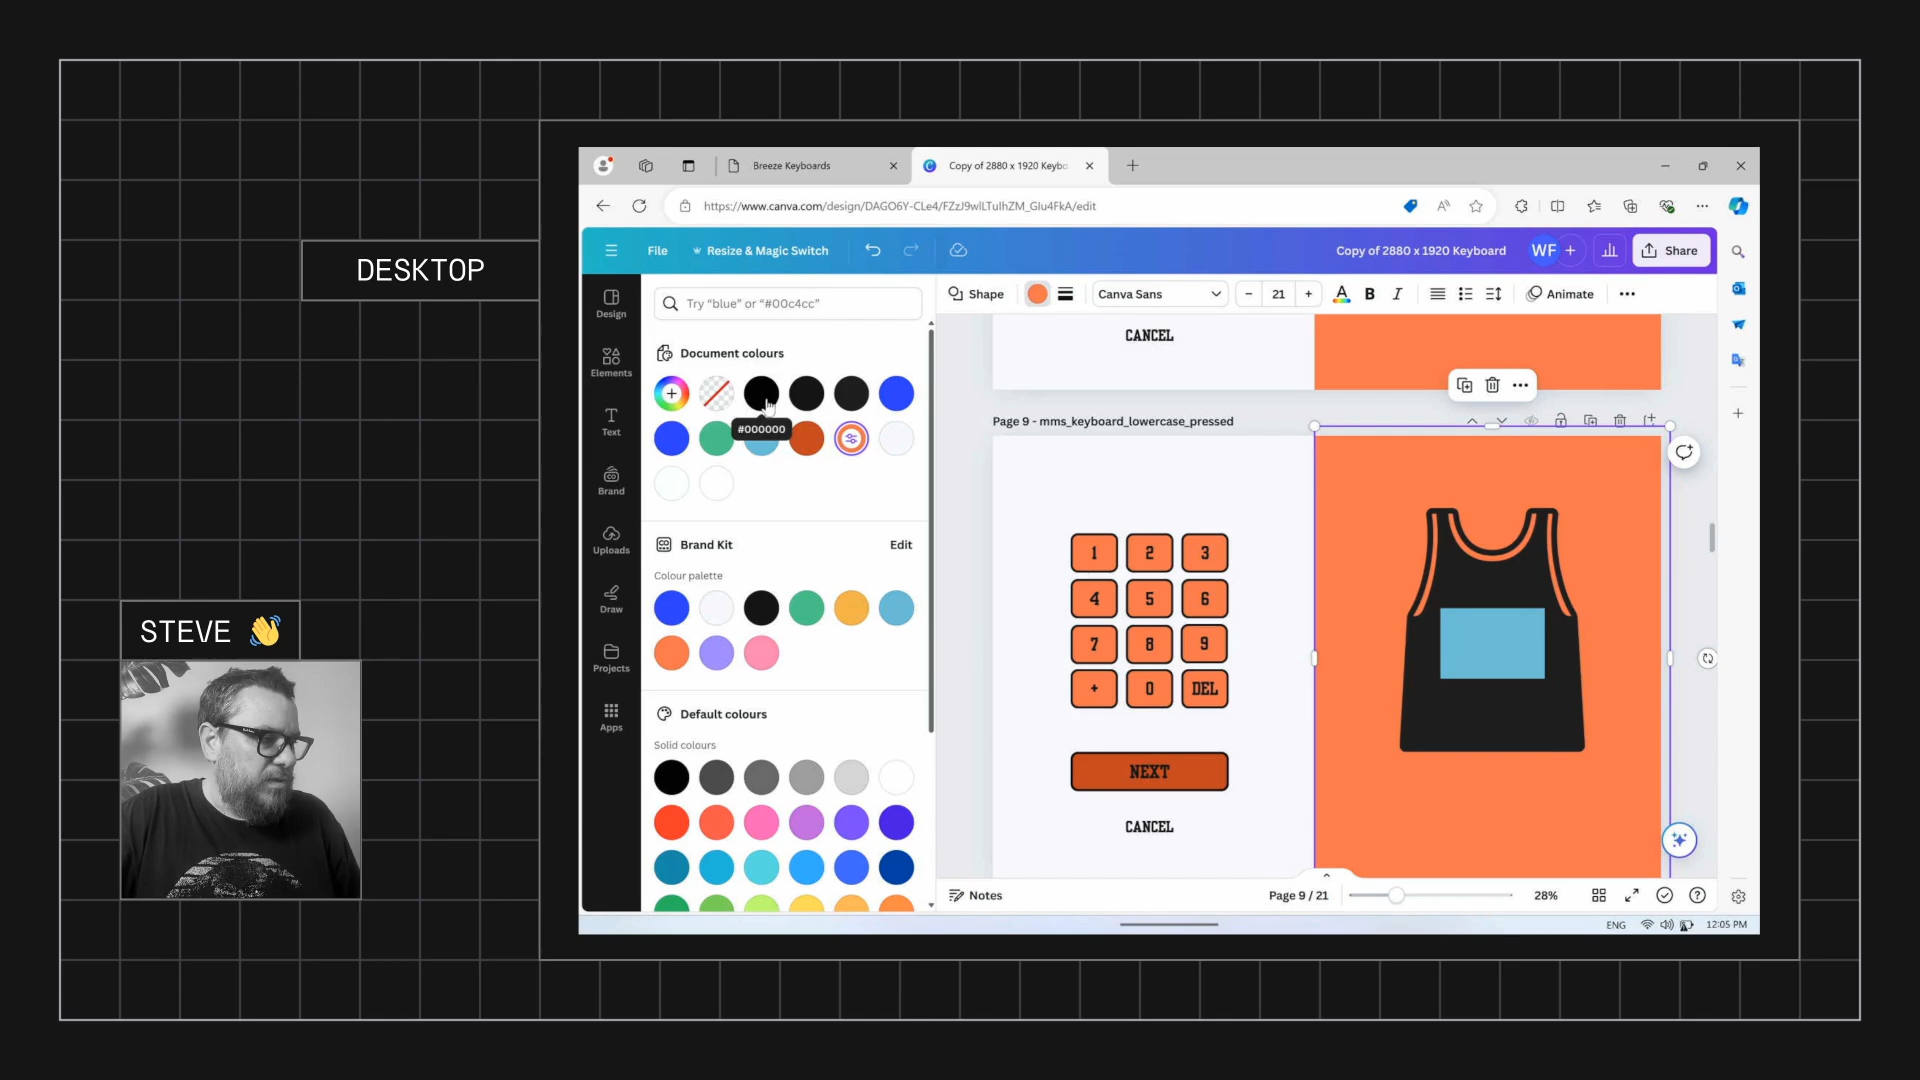 DESKTOP
STEVE 👋
Breeze Keyboards
Copy of 2880 x 1920 Keybo
https://www.canva.com/design/DAGO6Y-CLe4/FZzJ9wlLTulhZM_Glu4FkA/edit
File
Resize & Magic Switch
Copy of 2880 x 1920 Keyboard
WF
+
Share
Design
Elements
Text
Brand
Uploads
Draw
Projects
Apps
Try “blue” or “#00c4cc”
Document colours
#000000
Brand Kit
Edit
Colour palette
Default colours
Solid colours
Shape
Canva Sans
− 21 +
A B I
Animate
CANCEL
Page 9 - mms_keyboard_lowercase_pressed
1 2 3
4 5 6
7 8 9
+ 0 DEL
NEXT
CANCEL
Notes
Page 9 / 21
28%
ENG
12:05 PM